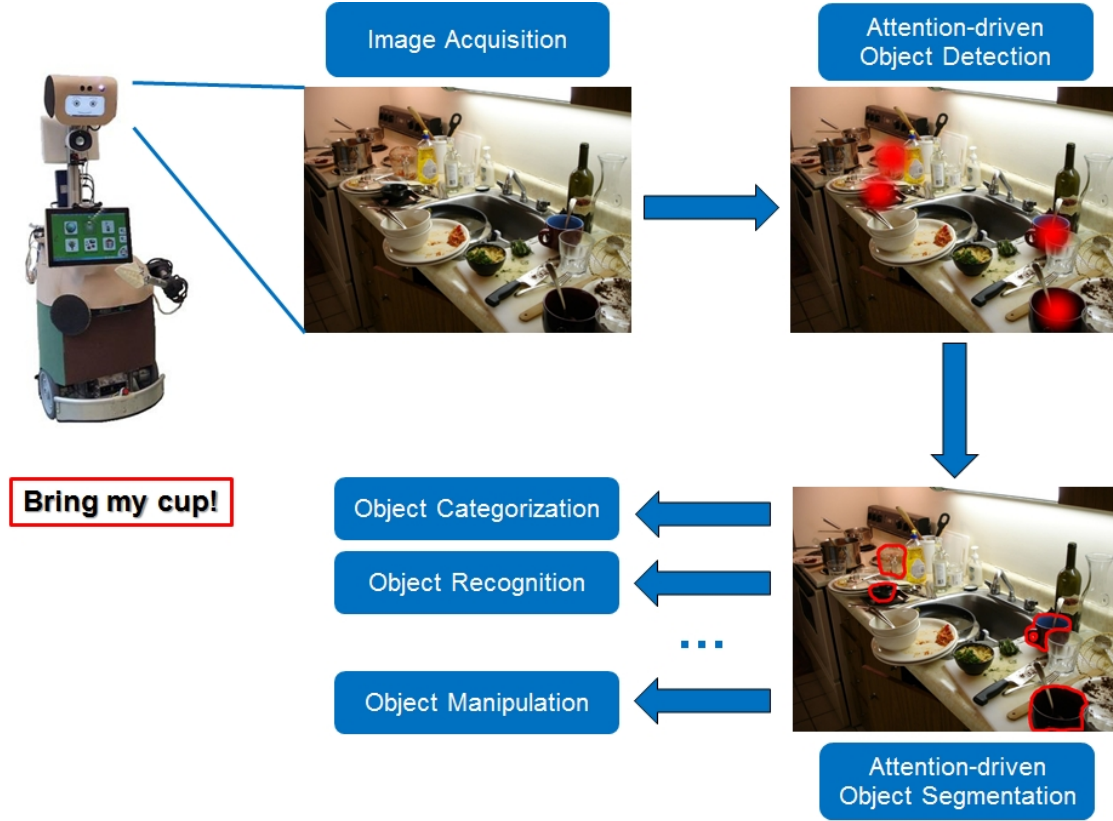 Image Acquisition
Attention-driven
Object Detection
Bring my cup!
Object Categorization
Object Recognition
...
Object Manipulation
Attention-driven
Object Segmentation